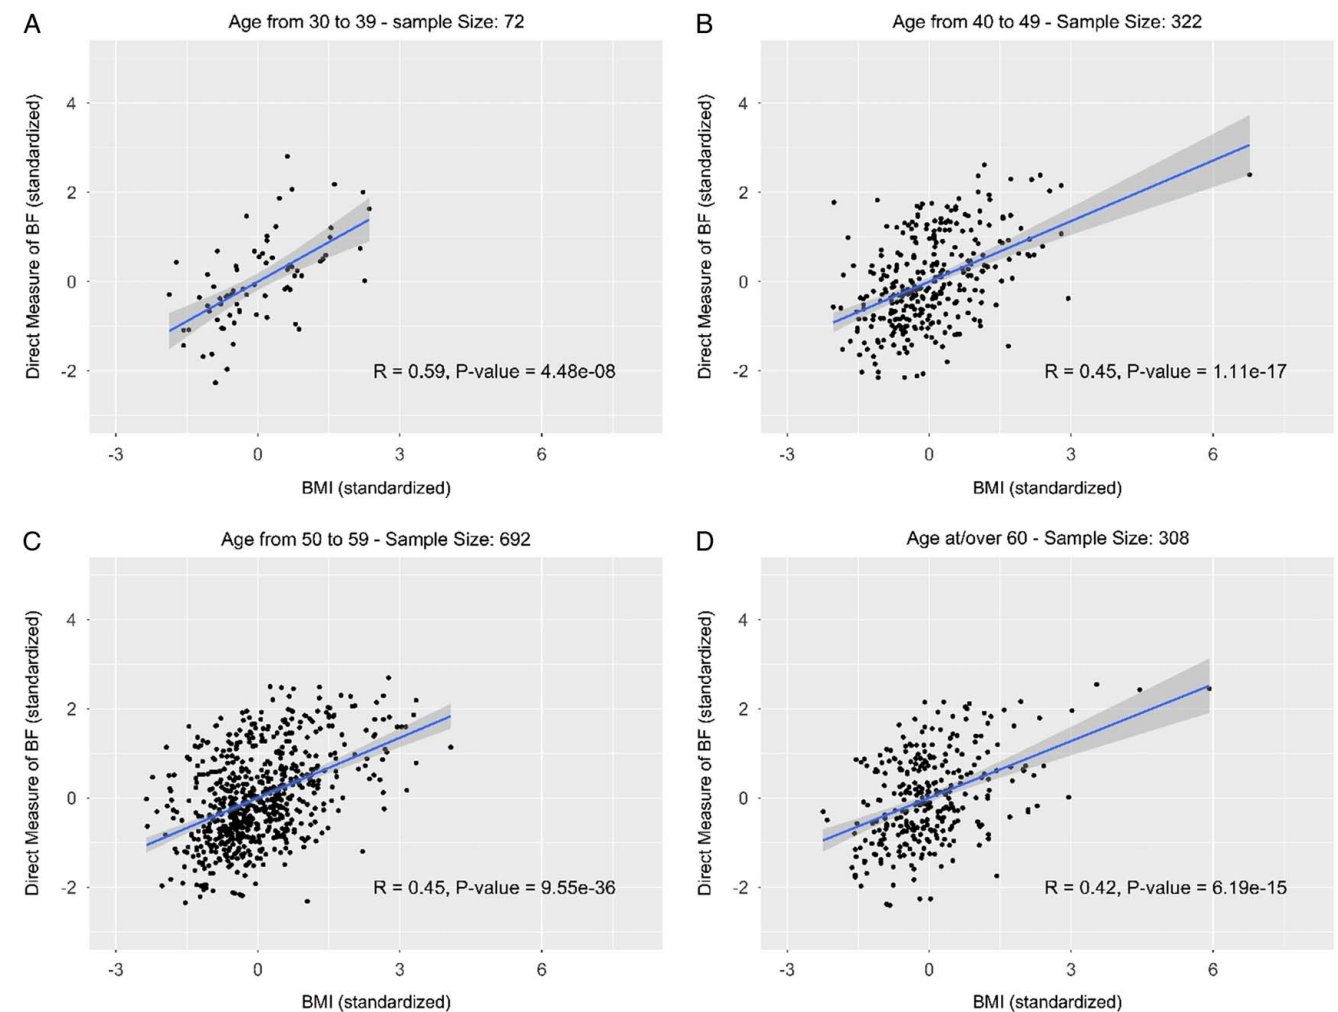 A
Age from 30 to 39 - sample Size: 72
Direct Measure of BF (standardized)
4
2
0
-2
R = 0.59, P-value = 4.48e-08
-3 0 3 6
BMI (standardized)
B
Age from 40 to 49 - Sample Size: 322
Direct Measure of BF (standardized)
4
2
0
-2
R = 0.45, P-value = 1.11e-17
-3 0 3 6
BMI (standardized)
C
Age from 50 to 59 - Sample Size: 692
Direct Measure of BF (standardized)
4
2
0
-2
R = 0.45, P-value = 9.55e-36
-3 0 3 6
BMI (standardized)
D
Age at/over 60 - Sample Size: 308
Direct Measure of BF (standardized)
4
2
0
-2
R = 0.42, P-value = 6.19e-15
-3 0 3 6
BMI (standardized)